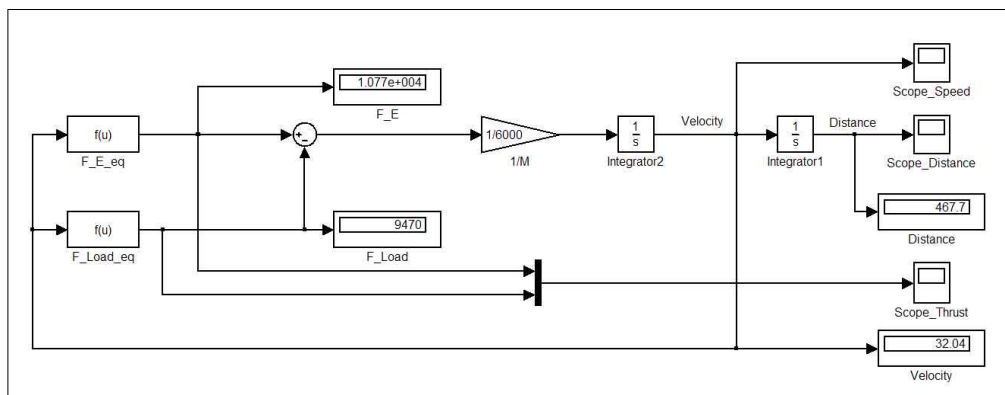 Scope_Speed
1.077e+004
F_E
f(u)
F_E_eq
+
−
1/6000
1/M
1
s
Integrator2
Velocity
1
s
Integrator1
Distance
Scope_Distance
f(u)
F_Load_eq
9470
F_Load
467.7
Distance
Scope_Thrust
32.04
Velocity